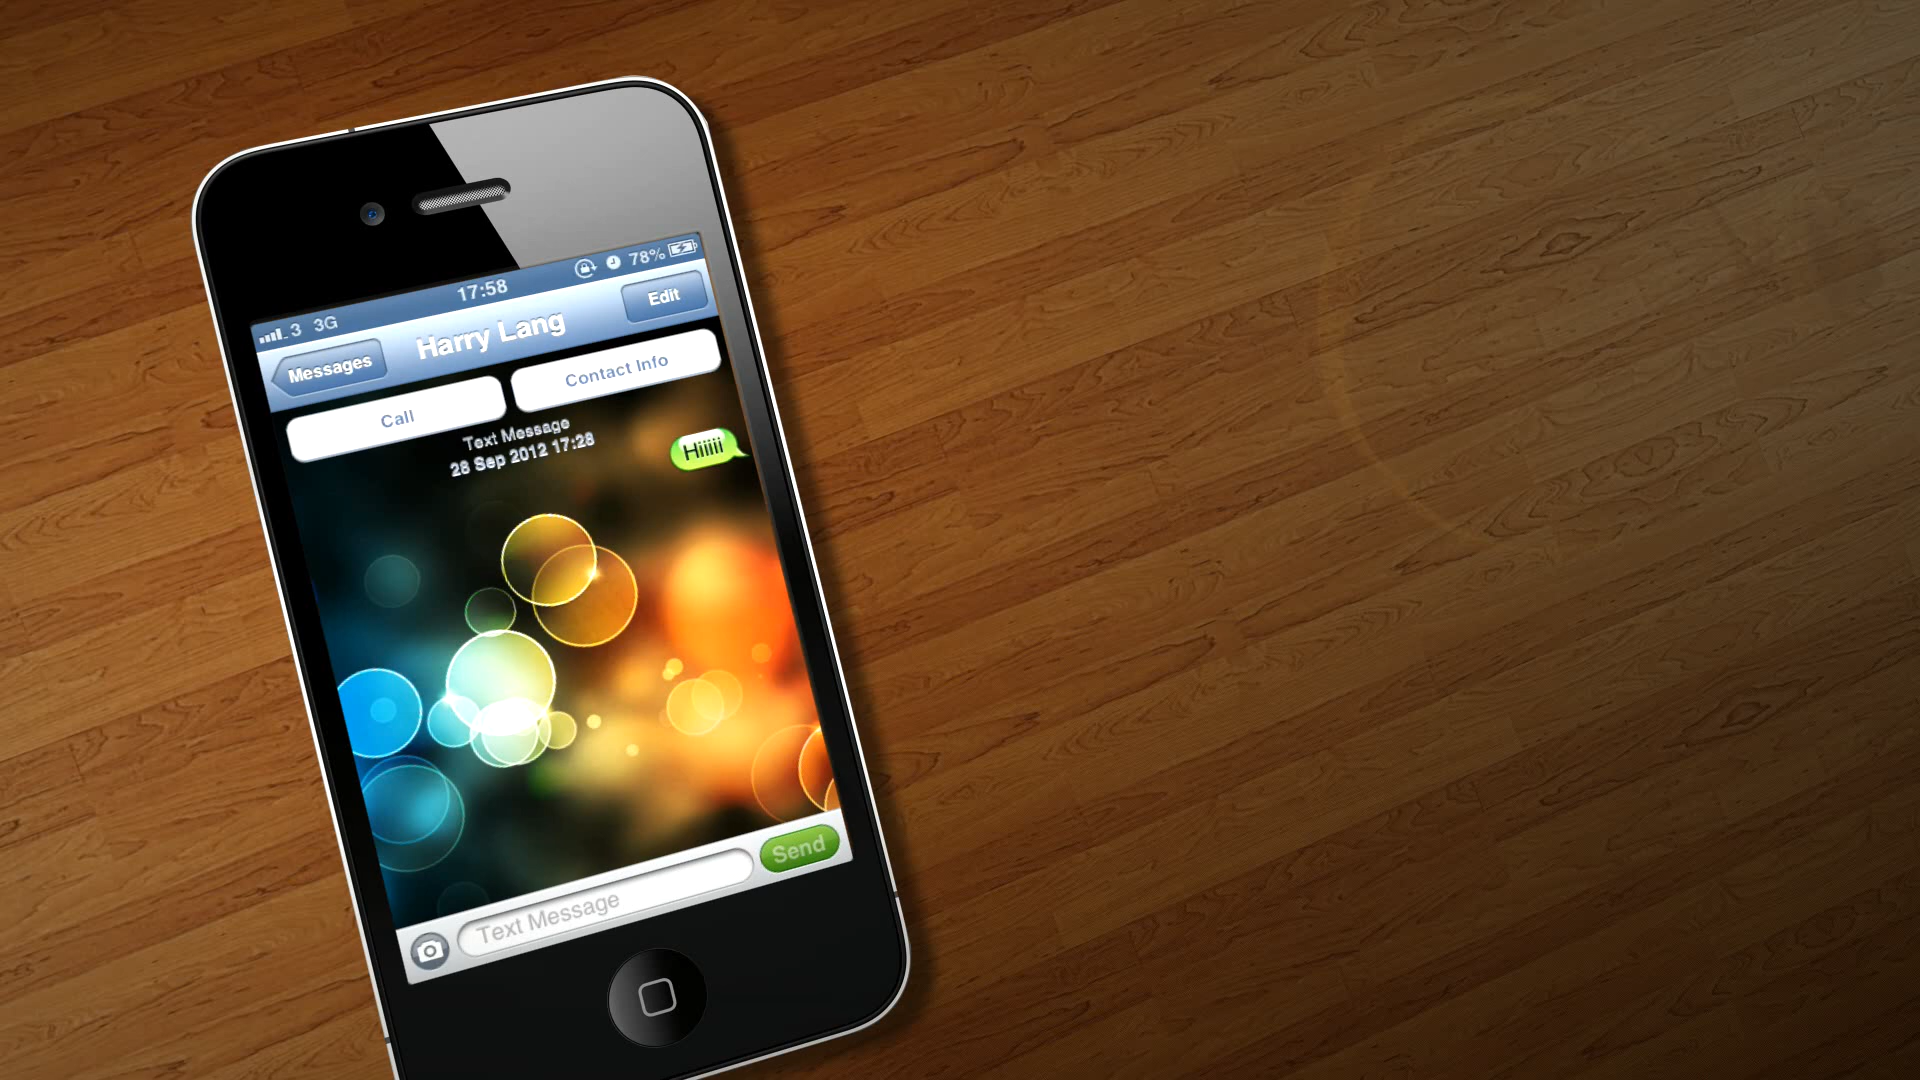 3 3G 17:58 78%
Messages Harry Lang Edit
Call Contact Info
Text Message
28 Sep 2012 17:28
Hiiiii
Text Message Send